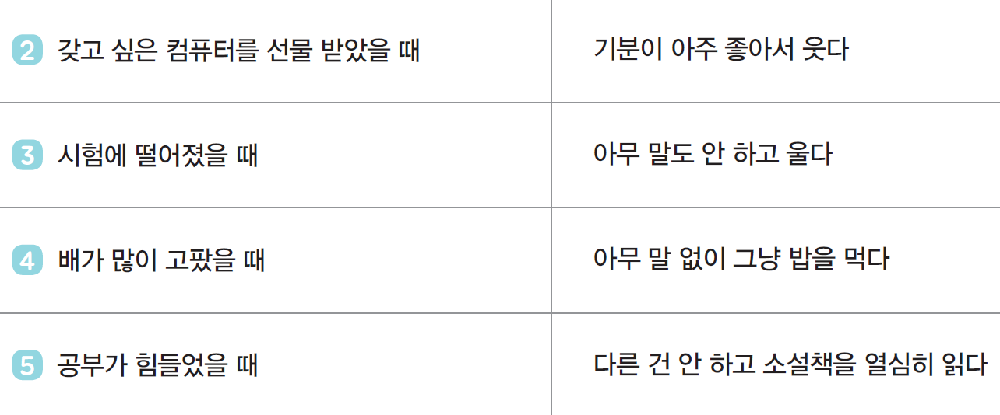 2 갖고 싶은 컴퓨터를 선물 받았을 때 기분이 아주 좋아서 웃다
3 시험에 떨어졌을 때 아무 말도 안 하고 울다
4 배가 많이 고팠을 때 아무 말 없이 그냥 밥을 먹다
5 공부가 힘들었을 때 다른 건 안 하고 소설책을 열심히 읽다